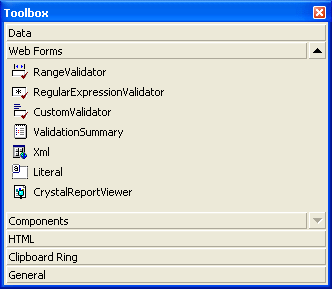 Toolbox
Data
Web Forms
RangeValidator
RegularExpressionValidator
CustomValidator
ValidationSummary
Xml
Literal
CrystalReportViewer
Components
HTML
Clipboard Ring
General